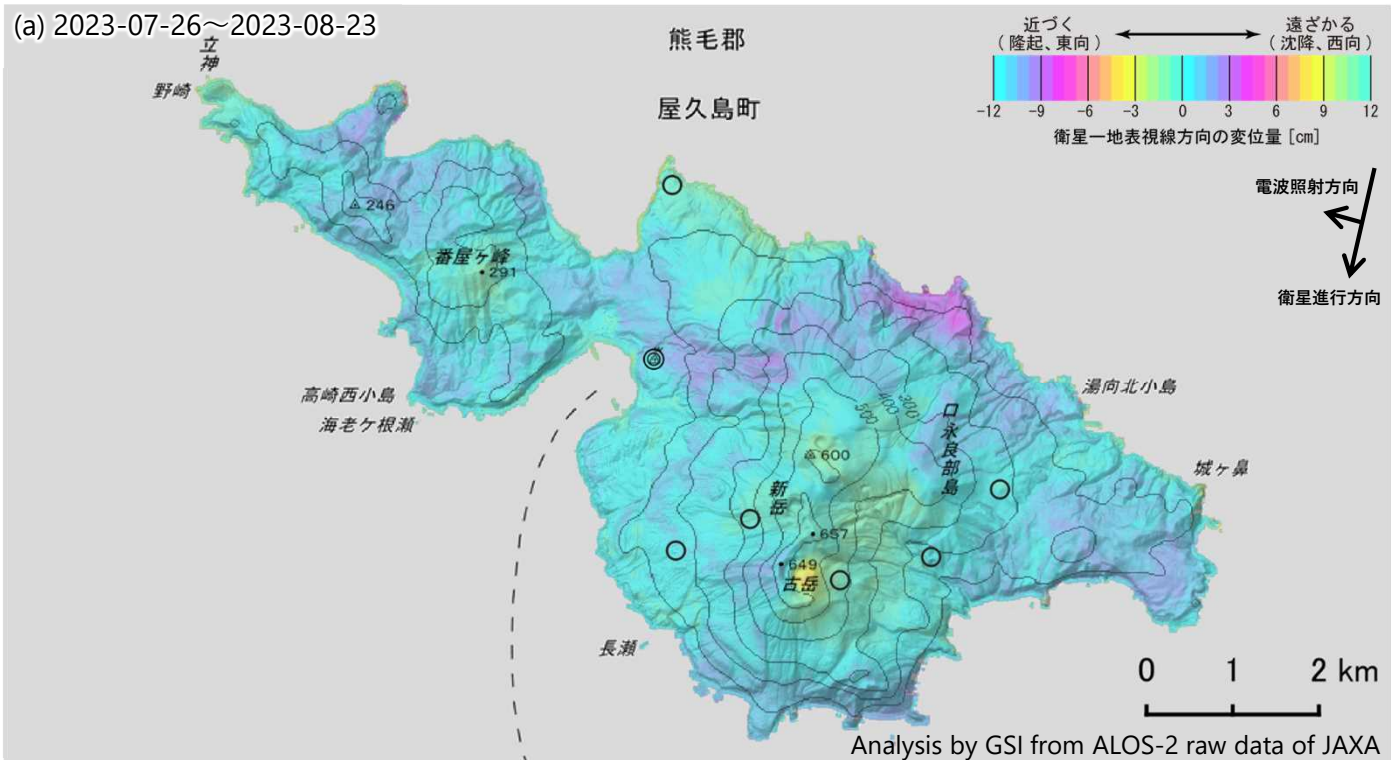 (a) 2023-07-26～2023-08-23
熊毛郡
屋久島町
近づく
（隆起、東向）
遠ざかる
（沈降、西向）
-12 -9 -6 -3 0 3 6 9 12
衛星－地表視線方向の変位量 [cm]
電波照射方向
衛星進行方向
立神
野崎
246
番屋ヶ峰
291
高崎西小島
海老ケ根瀬
湯向北小島
城ヶ鼻
300
400
500
口永良部島
600
新岳
657
649
古岳
長瀬
0 1 2 km
Analysis by GSI from ALOS-2 raw data of JAXA